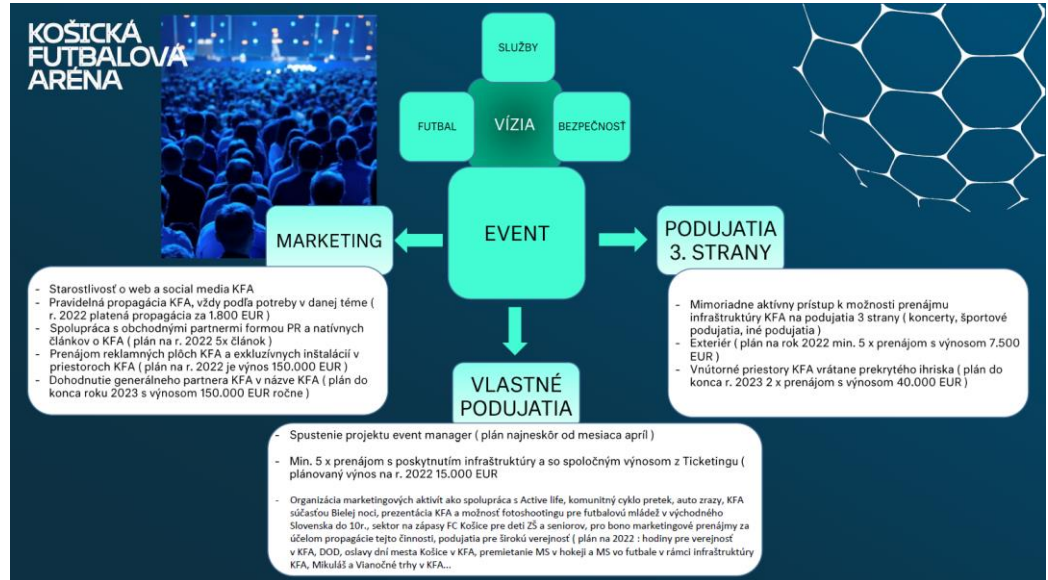 KOŠICKÁ
FUTBALOVÁ
ARÉNA
SLUŽBY
FUTBAL
VÍZIA
BEZPEČNOSŤ
EVENT
MARKETING
- Starostlivosť o web a social media KFA
- Pravidelná propagácia KFA, vždy podľa potreby v danej téme (
r. 2022 platená propagácia za 1.800 EUR )
- Spolupráca s obchodnými partnermi formou PR a natívnych
článkov o KFA ( plán na r. 2022 5x článok )
- Prenájom reklamných plôch KFA a exkluzívnych inštalácií v
priestoroch KFA ( plán na r. 2022 je výnos 150.000 EUR )
- Dohodnutie generálneho partnera KFA v názve KFA ( plán do
konca roku 2023 s výnosom 150.000 EUR ročne )
PODUJATIA
3. STRANY
- Mimoriadne aktívny prístup k možnosti prenájmu
infraštruktúry KFA na podujatia 3 strany ( koncerty, športové
podujatia, iné podujatia )
- Exteriér ( plán na rok 2022 min. 5 x prenájom s výnosom 7.500
EUR )
- Vnútorné priestory KFA vrátane prekrytého ihriska ( plán do
konca r. 2023 2 x prenájom s výnosom 40.000 EUR )
VLASTNÉ
PODUJATIA
- Spustenie projektu event manager ( plán najneskôr od mesiaca apríl )
- Min. 5 x prenájom s poskytnutím infraštruktúry a so spoločným výnosom z Ticketingu (
plánovaný výnos na r. 2022 15.000 EUR
- Organizácia marketingových aktivít ako spolupráca s Active life, komunitný cyklo pretek, auto zrazy, KFA
súčasťou Bielej noci, prezentácia KFA a možnosť fotoshootingu pre futbalovú mládež v východného
Slovenska do 10r., sektor na zápasy FC Košice pre deti ZŠ a seniorov, pro bono marketingové prenájmy za
účelom propagácie tejto činnosti, podujatia pre širokú verejnosť ( plán na 2022 : hodiny pre verejnosť
v KFA, DOD, oslavy dní mesta Košice v KFA, premietanie MS v hokeji a MS vo futbale v rámci infraštruktúry
KFA, Mikuláš a Vianočné trhy v KFA...